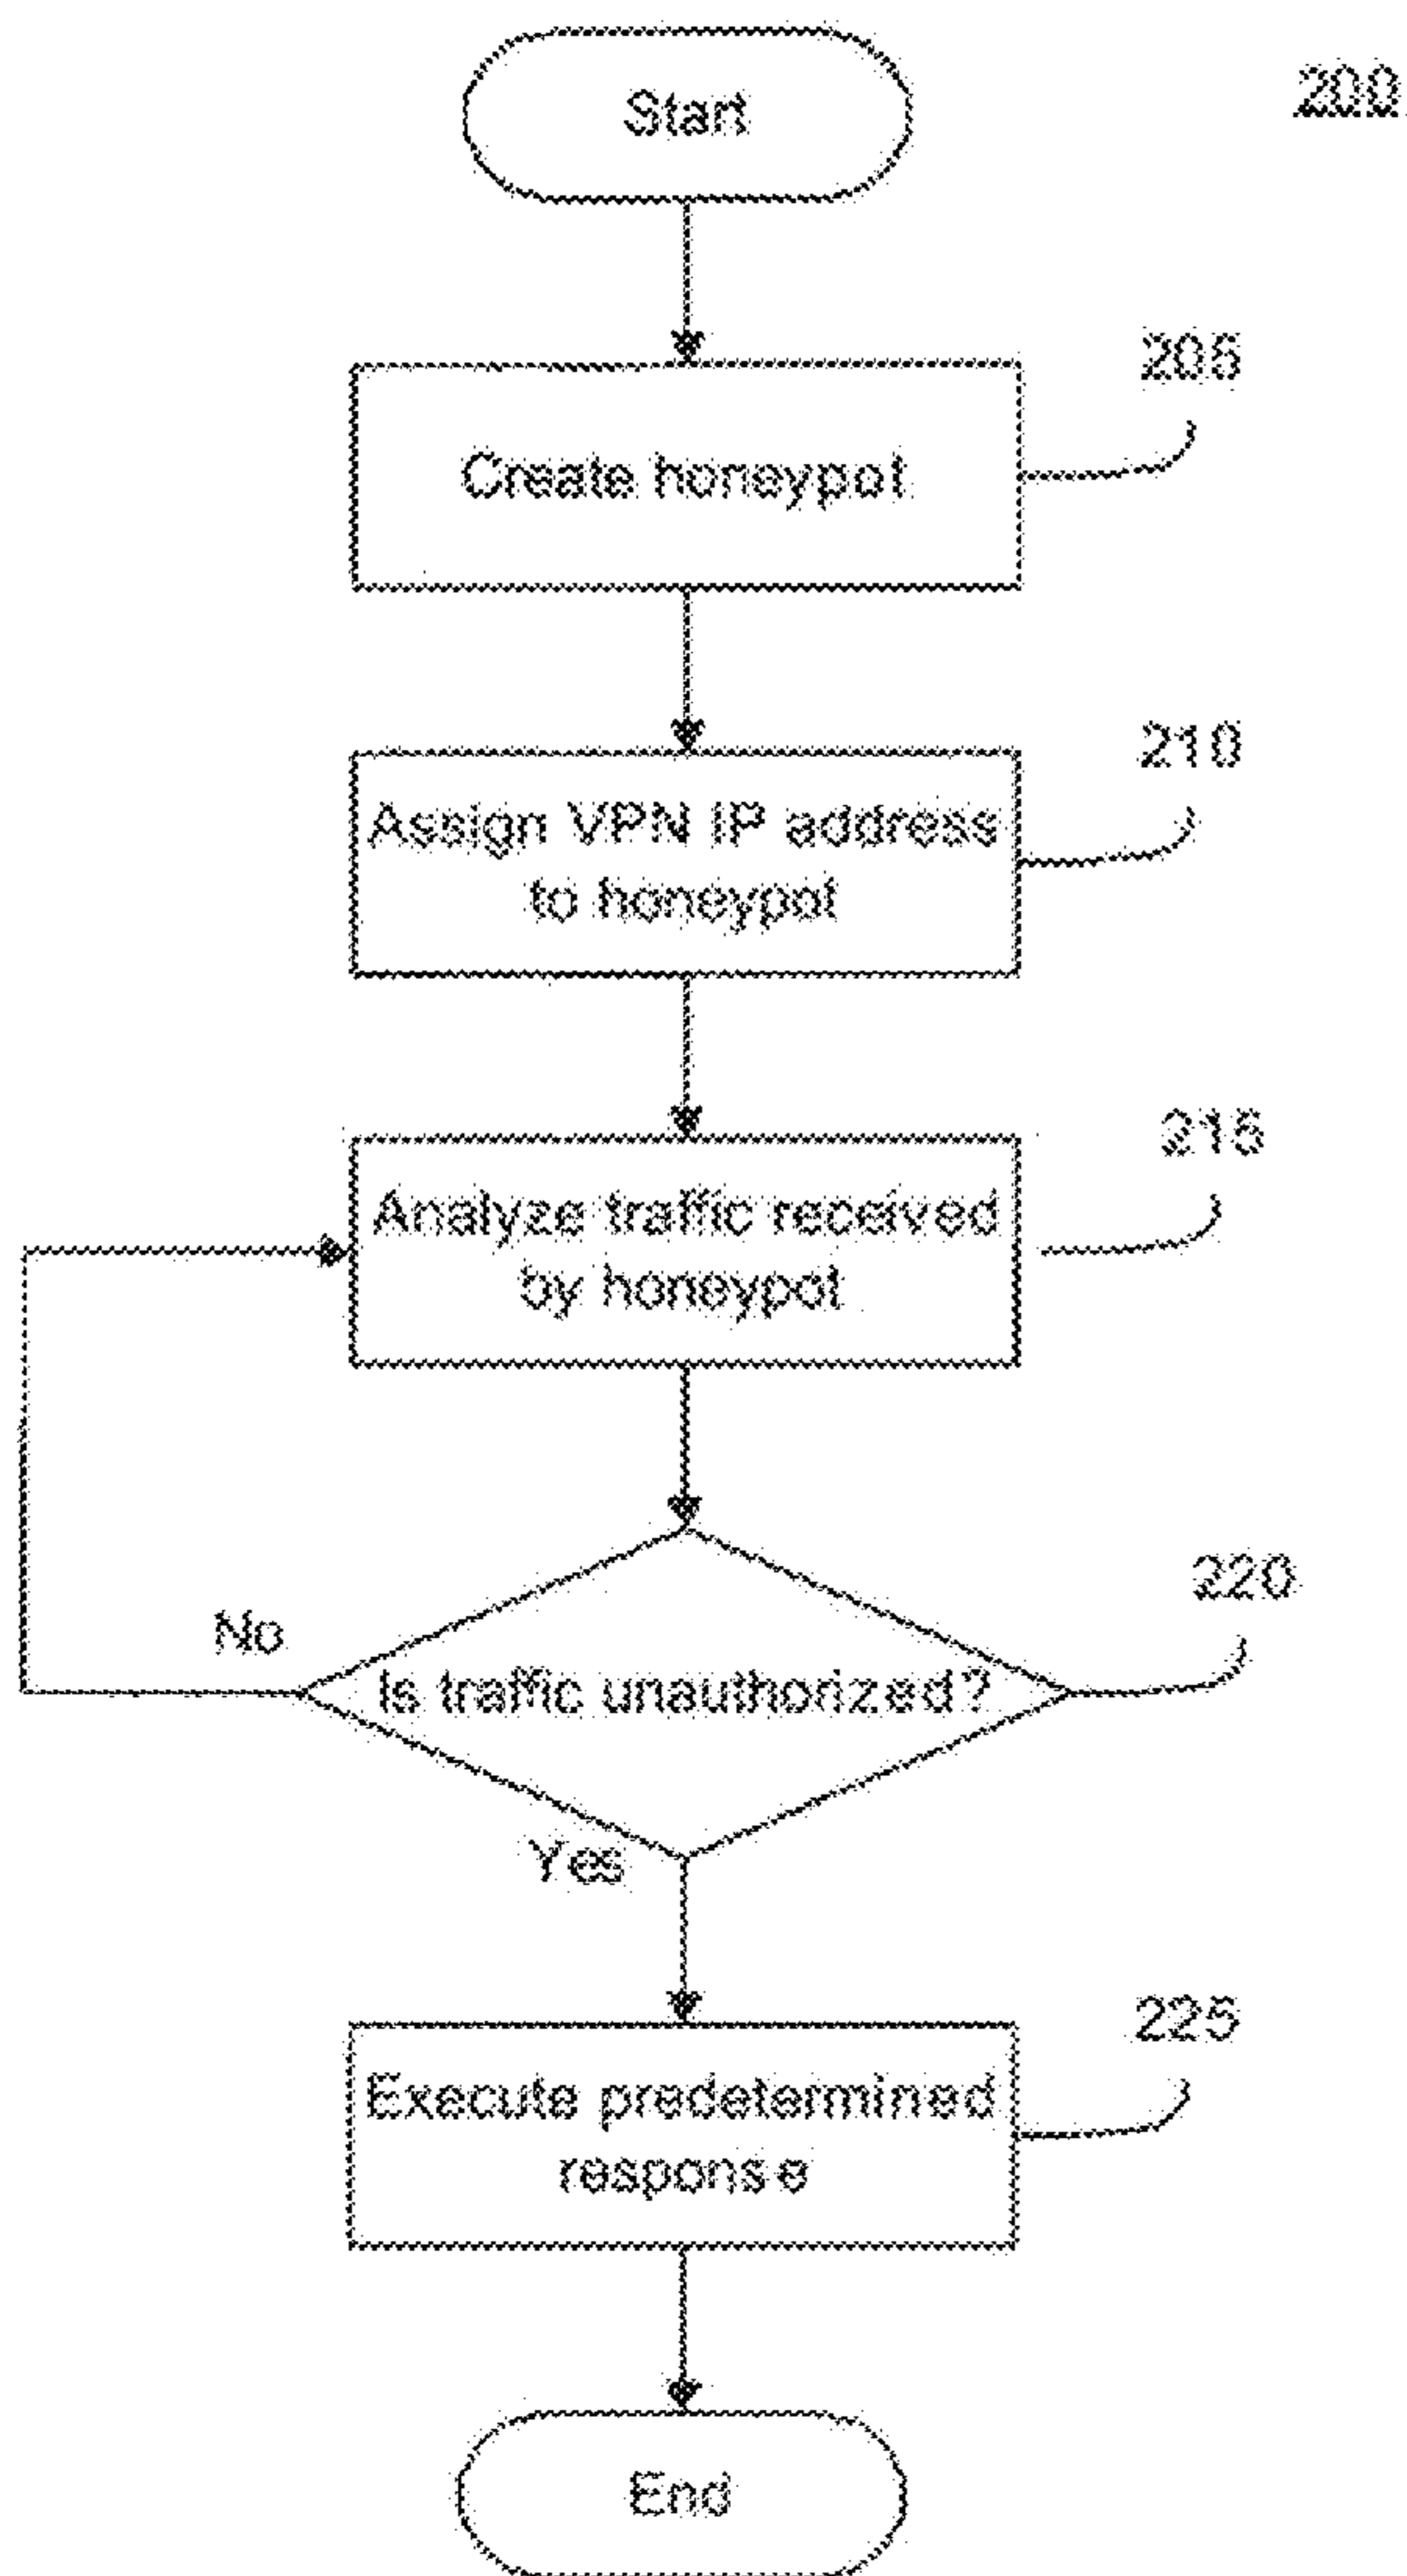 Start
200
205
Create honeypot
210
Assign VPN IP address
to honeypot
215
Analyze traffic received
by honeypot
220
No
Is traffic unauthorized?
Yes
225
Execute predetermined
response
End